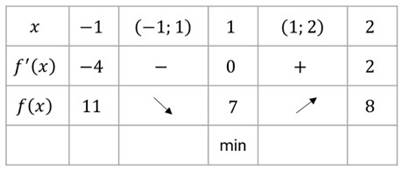 x −1 (−1; 1) 1 (1; 2) 2
f′(x) −4 − 0 + 2
f(x) 11 ↘ 7 ↗ 8
min